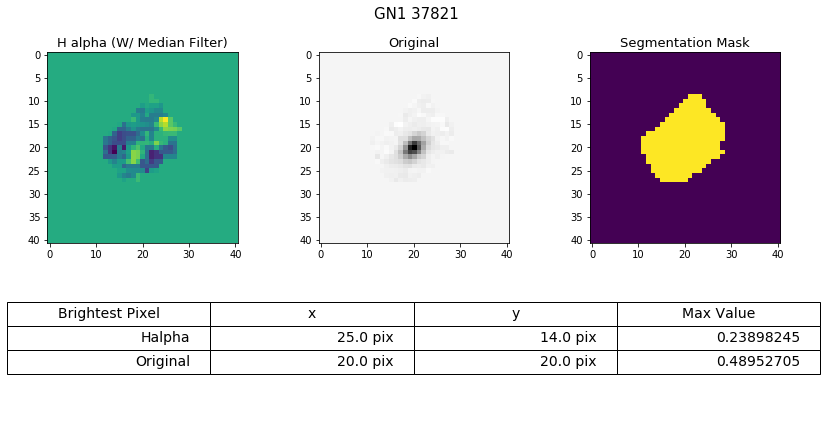 GN1 37821
H alpha (W/ Median Filter) Original Segmentation Mask
0 0 0
5 5 5
10 10 10
15 15 15
20 20 20
25 25 25
30 30 30
35 35 35
40 40 40
0 10 20 30 40 0 10 20 30 40 0 10 20 30 40
Brightest Pixel x y Max Value
Halpha 25.0 pix 14.0 pix 0.23898245
Original 20.0 pix 20.0 pix 0.48952705